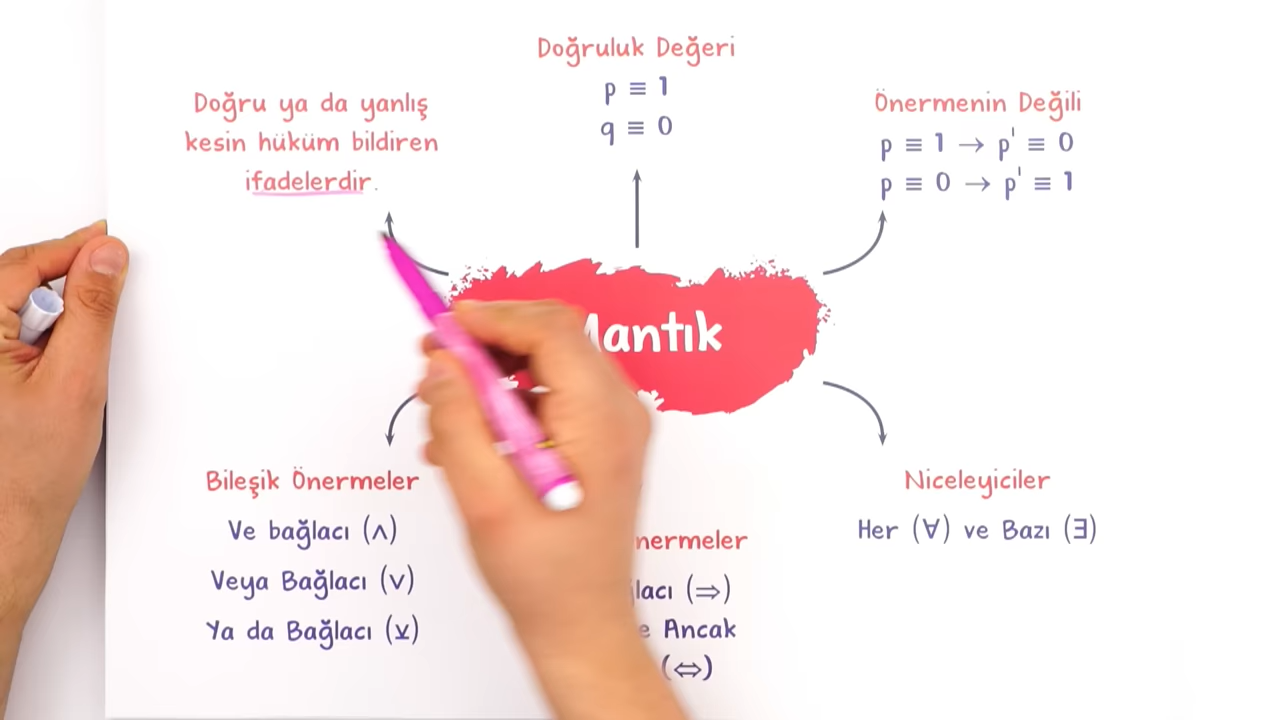 Doğruluk Değeri
p ≡ 1
q ≡ 0
Doğru ya da yanlış
kesin hüküm bildiren
ifadelerdir.
Önermenin Değili
p ≡ 1 → p' ≡ 0
p ≡ 0 → p' ≡ 1
Mantık
Bileşik Önermeler
Ve bağlacı (∧)
Veya Bağlacı (∨)
Ya da Bağlacı (⊻)
nermeler
lacı (⇒)
e Ancak
(⇔)
Niceleyiciler
Her (∀) ve Bazı (∃)